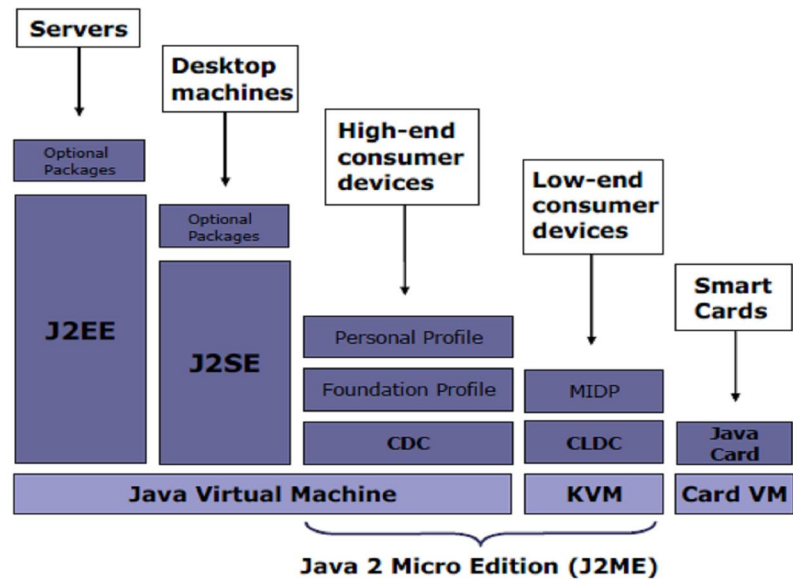 Servers
Desktop
machines
High-end
consumer
devices
Low-end
consumer
devices
Smart
Cards
Optional
Packages
Optional
Packages
J2EE
J2SE
Personal Profile
Foundation Profile
MIDP
CDC
CLDC
Java
Card
Java Virtual Machine
KVM
Card VM
Java 2 Micro Edition (J2ME)